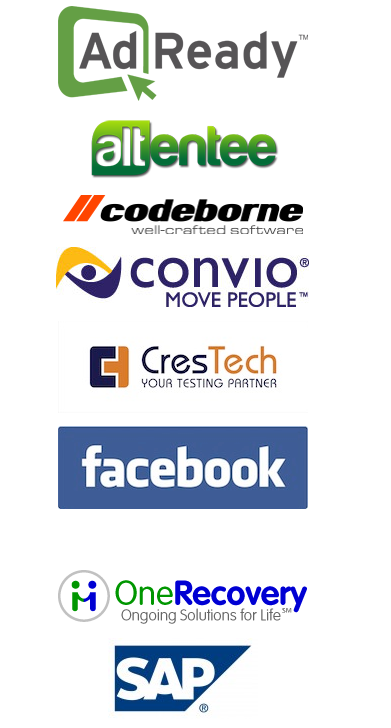 AdReady™
altentee
codeborne
well-crafted software
convio®
MOVE PEOPLE™
CresTech
YOUR TESTING PARTNER
facebook
OneRecovery
Ongoing Solutions for Life℠
SAP®